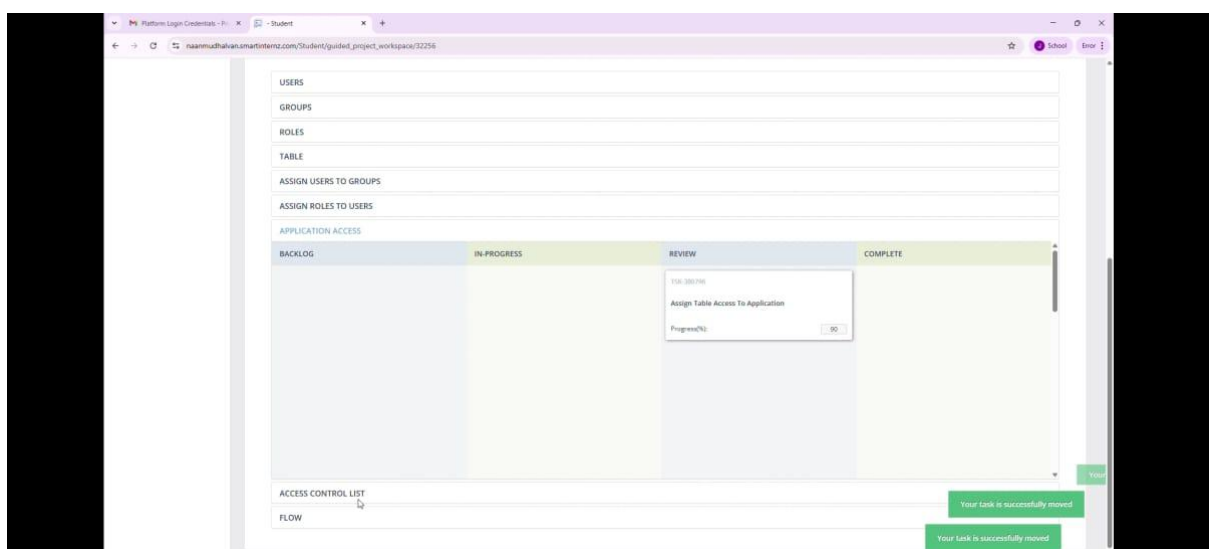 Platform Login Credentials - 
- Student
naanmudhalvan.smartinternz.com/Student/guided_project_workspace/32256
School
Error
USERS
GROUPS
ROLES
TABLE
ASSIGN USERS TO GROUPS
ASSIGN ROLES TO USERS
APPLICATION ACCESS
BACKLOG IN-PROGRESS REVIEW COMPLETE
Assign Table Access To Application
Progress(%): 90
ACCESS CONTROL LIST
FLOW
Your
Your task is successfully moved
Your task is successfully moved